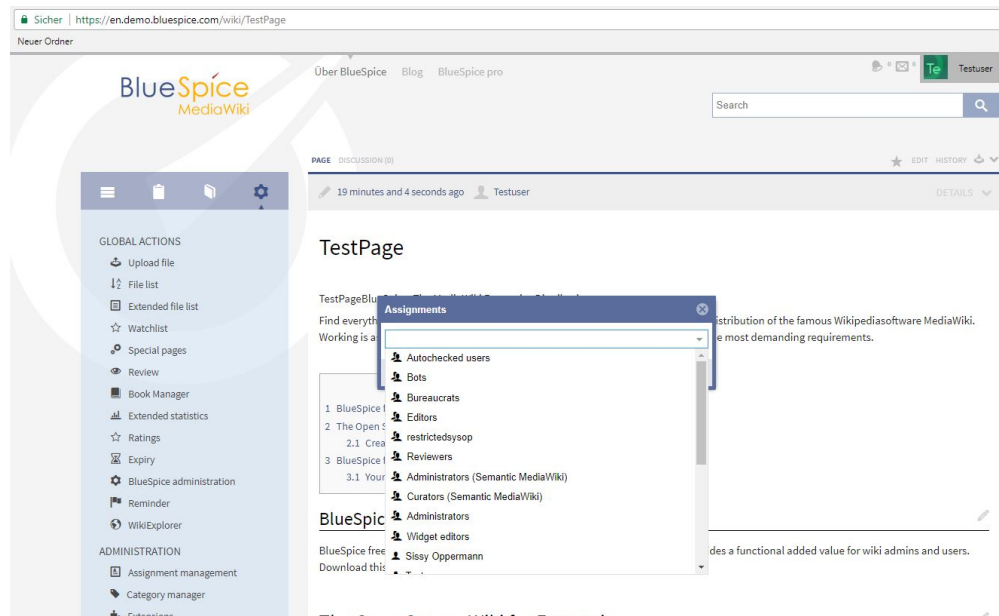 Sicher | https://en.demo.bluespice.com/wiki/TestPage
Neuer Ordner
BlueSpice
MediaWiki
Über BlueSpice Blog BlueSpice pro
0 0 Te Testuser
Search
PAGE DISCUSSION (0)
EDIT HISTORY
19 minutes and 4 seconds ago Testuser
DETAILS
GLOBAL ACTIONS
Upload file
File list
Extended file list
Watchlist
Special pages
Review
Book Manager
Extended statistics
Ratings
Expiry
BlueSpice administration
Reminder
WikiExplorer
ADMINISTRATION
Assignment management
Category manager
TestPage
TestPageBlu
Find everyth
istribution of the famous Wikipediasoftware MediaWiki.
Working is a
e most demanding requirements.
Assignments
Autochecked users
Bots
Bureaucrats
Editors
restrictedsysop
Reviewers
Administrators (Semantic MediaWiki)
Curators (Semantic MediaWiki)
Administrators
Widget editors
Sissy Oppermann
1 BlueSpice f
2 The Open S
2.1 Crea
3 BlueSpice f
3.1 Your
BlueSpic
BlueSpice free
des a functional added value for wiki admins and users.
Download this